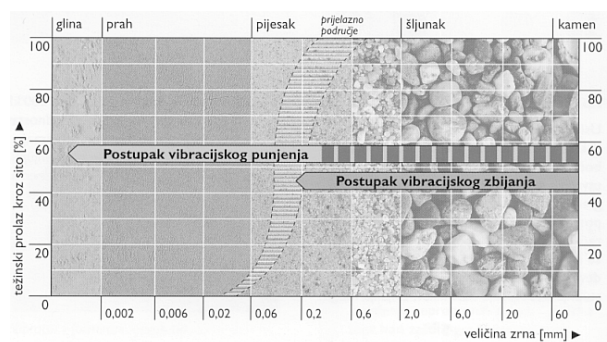 glina prah pijesak prijelazno područje šljunak kamen
100 100
80 80
60 60
Postupak vibracijskog punjenja
Postupak vibracijskog zbijanja
40 40
20 20
0 0
težinski prolaz kroz sito [%] ▶
0,002 0,006 0,02 0,06 0,2 0,6 2,0 6,0 20 60
veličina zrna [mm] ▶